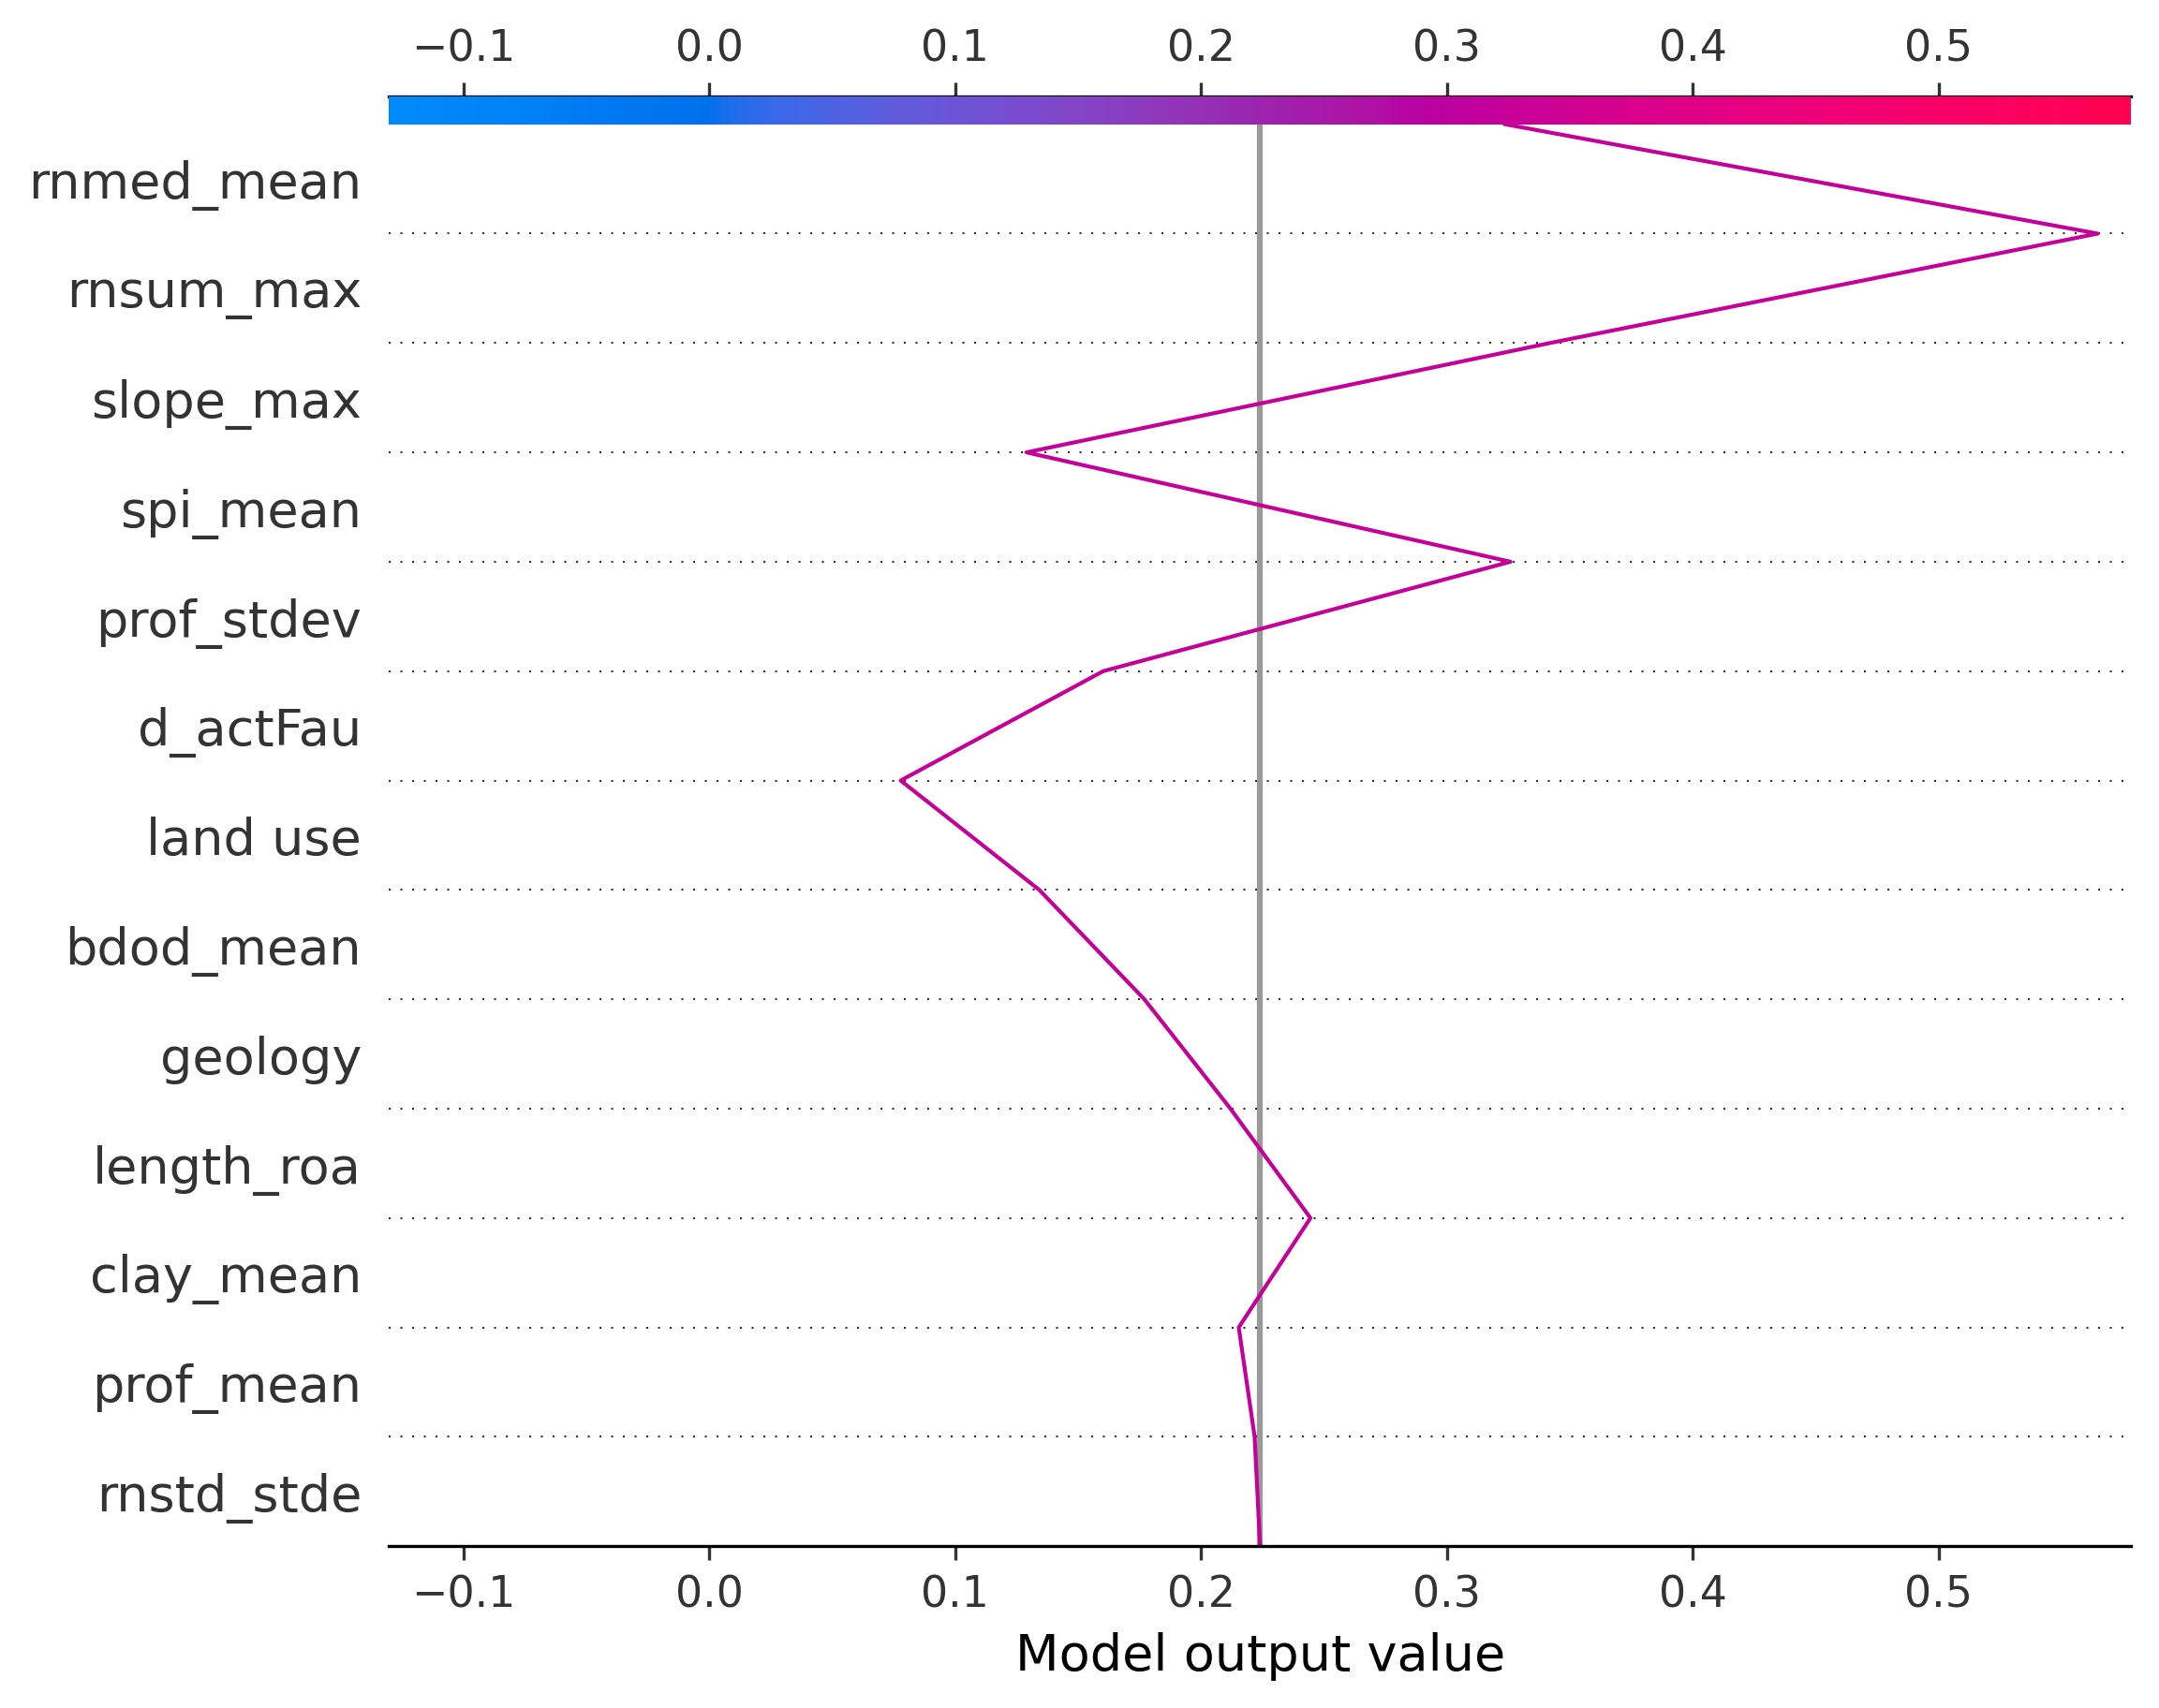 −0.1 0.0 0.1 0.2 0.3 0.4 0.5
rnmed_mean
rnsum_max
slope_max
spi_mean
prof_stdev
d_actFau
land use
bdod_mean
geology
length_roa
clay_mean
prof_mean
rnstd_stde
−0.1 0.0 0.1 0.2 0.3 0.4 0.5
Model output value